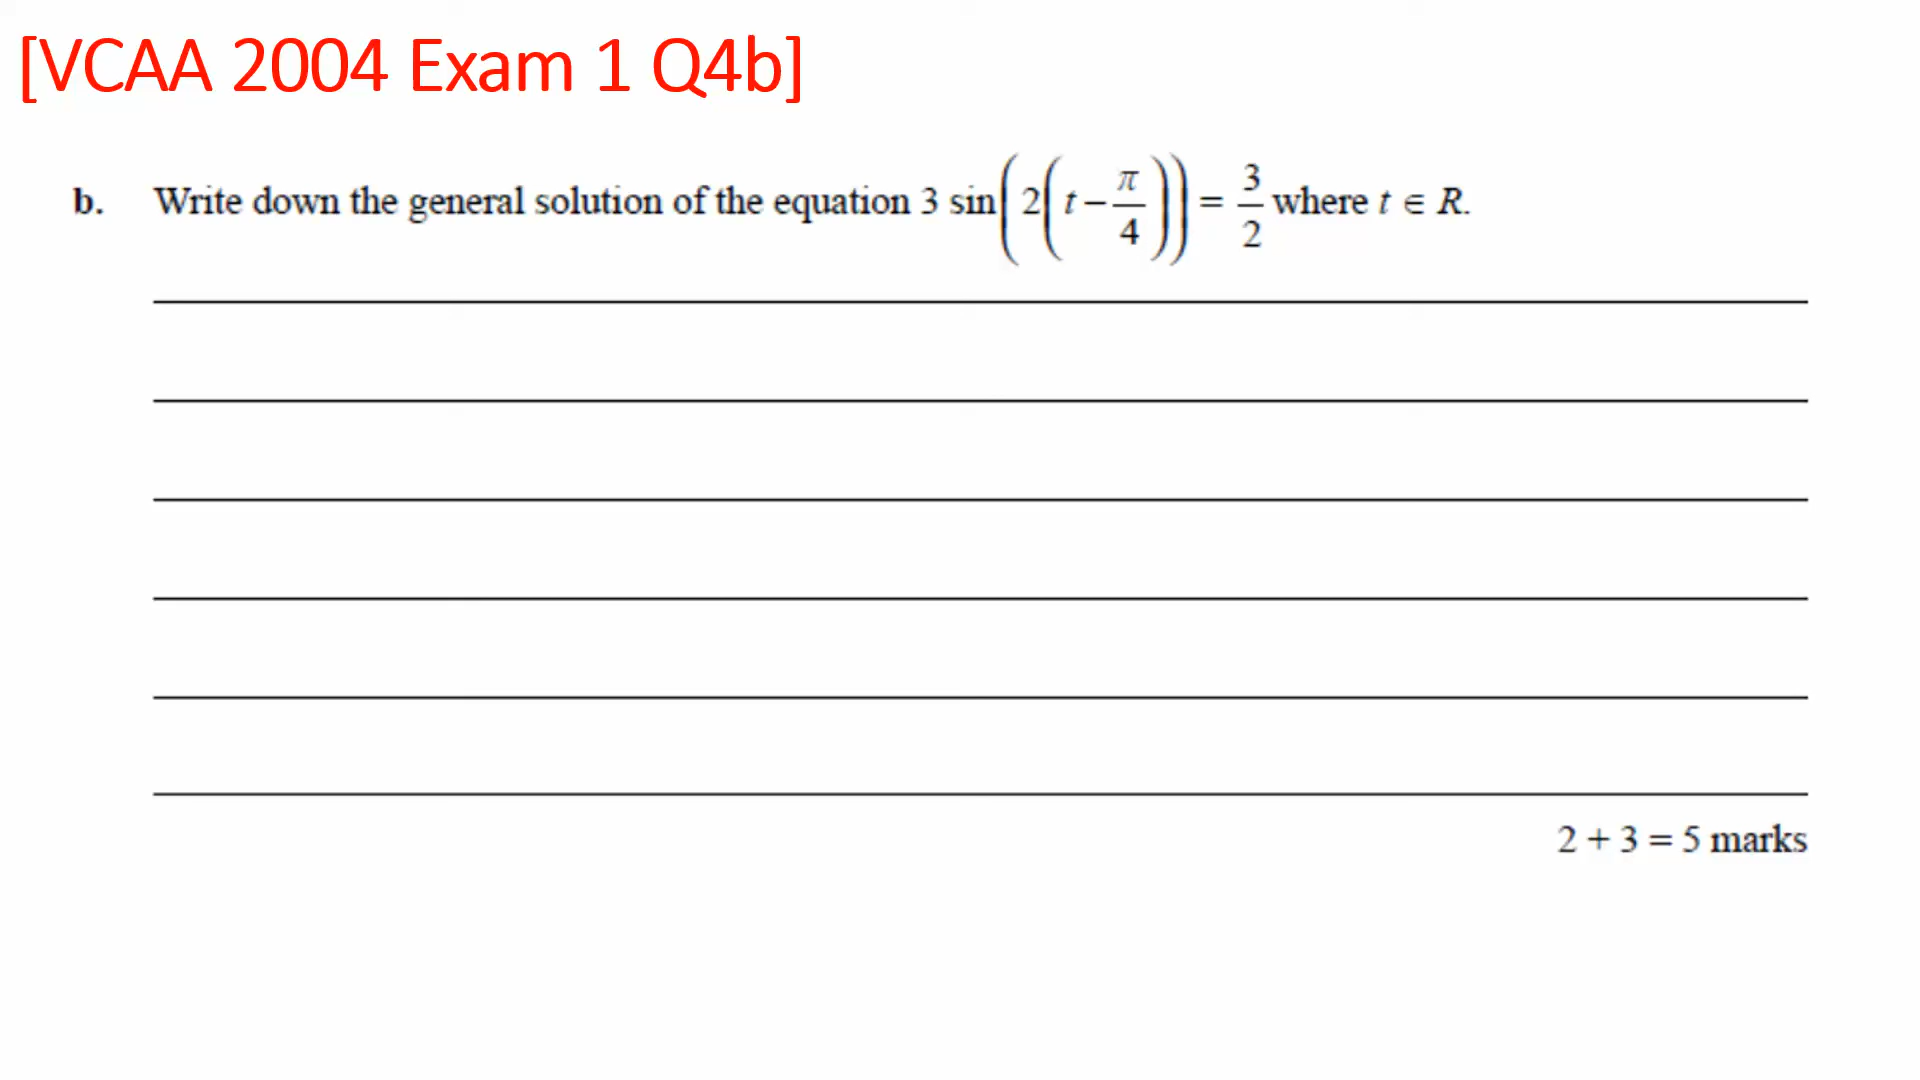 [VCAA 2004 Exam 1 Q4b]
b. Write down the general solution of the equation 3 sin(2(t − π/4)) = 3/2 where t ∈ R.
2 + 3 = 5 marks